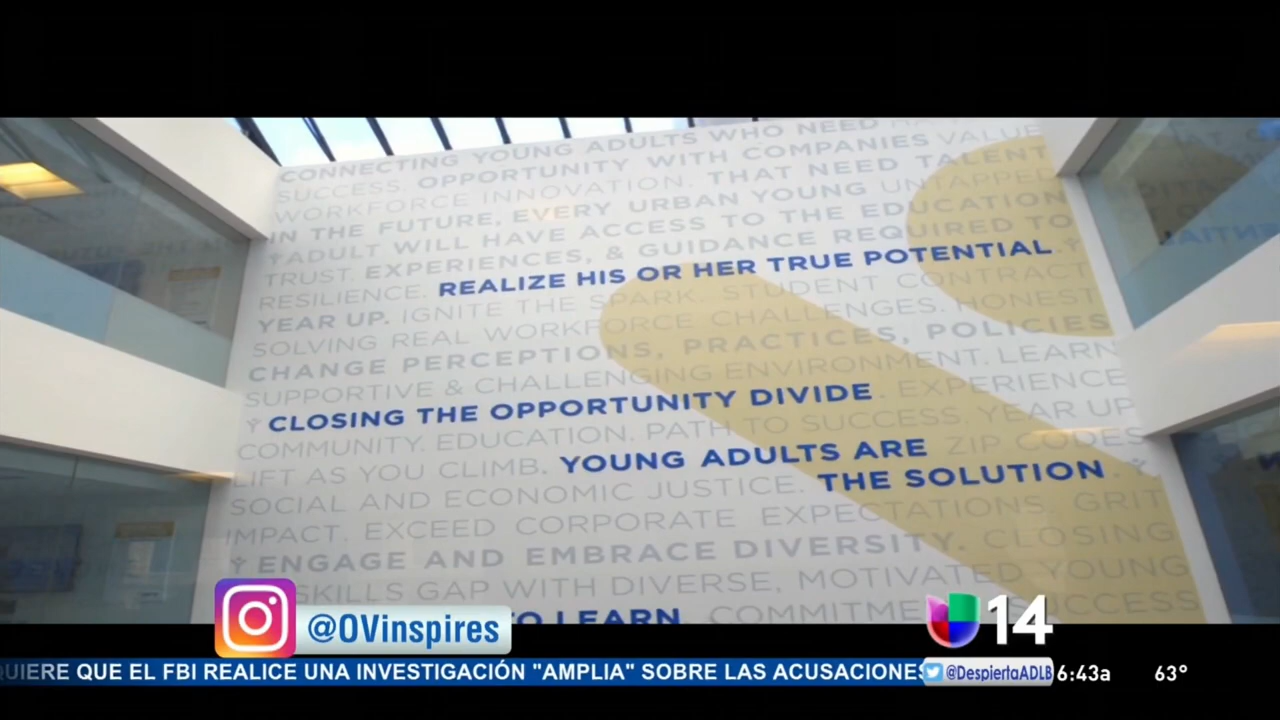 CONNECTING YOUNG ADULTS WHO NEED
SUCCESS. OPPORTUNITY WITH COMPANIES VALUE
WORKFORCE INNOVATION. THAT NEED TALENT
IN THE FUTURE, EVERY URBAN YOUNG UNTAPPED
ADULT WILL HAVE ACCESS TO THE EDUCATION
TRUST. EXPERIENCES, & GUIDANCE REQUIRED TO
RESILIENCE. REALIZE HIS OR HER TRUE POTENTIAL
YEAR UP. IGNITE THE SPARK. STUDENT CONTRACT
SOLVING REAL WORKFORCE CHALLENGES. HONEST
CHANGE PERCEPTIONS, PRACTICES, POLICIES
SUPPORTIVE & CHALLENGING ENVIRONMENT. LEARN
CLOSING THE OPPORTUNITY DIVIDE. EXPERIENCE
COMMUNITY. EDUCATION. PATH TO SUCCESS. YEAR UP
LIFT AS YOU CLIMB. YOUNG ADULTS ARE ZIP CODES
SOCIAL AND ECONOMIC JUSTICE. THE SOLUTION
IMPACT. EXCEED CORPORATE EXPECTATIONS. GRIT
ENGAGE AND EMBRACE DIVERSITY. CLOSING
SKILLS GAP WITH DIVERSE, MOTIVATED YOUNG
TO LEARN. COMMITME UCCESS
@OVinspires
14
QUIERE QUE EL FBI REALICE UNA INVESTIGACIÓN "AMPLIA" SOBRE LAS ACUSACIONES
@DespiertaADLB
6:43a 63°